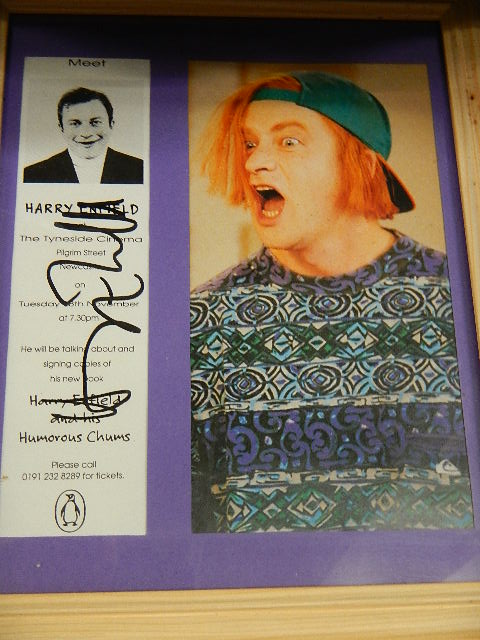 Meet
HARRY ENFIELD
The Tyneside Cinema
Pilgrim Street
Newcastle
on
Tuesday November
at 7.30pm
He will be talking about and
signing copies of
his new book
Harry Enfield
and his
Humorous Chums
Please call
0191 232 8289 for tickets.